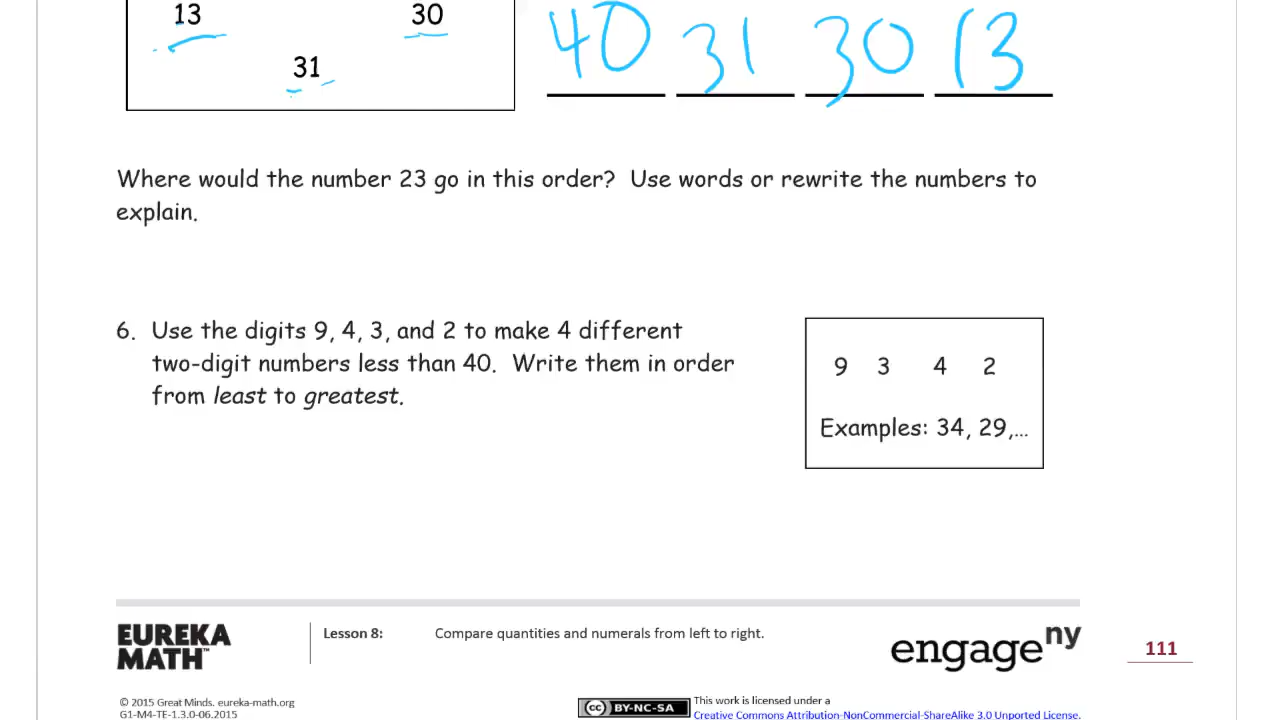 13 30
31
40 31 30 13
Where would the number 23 go in this order? Use words or rewrite the numbers to
explain.
6. Use the digits 9, 4, 3, and 2 to make 4 different
two-digit numbers less than 40. Write them in order
from least to greatest.
9 3 4 2
Examples: 34, 29,...
EUREKA
MATH™
Lesson 8: Compare quantities and numerals from left to right.
engage ny
111
© 2015 Great Minds. eureka-math.org
G1-M4-TE-1.3.0-06.2015
cc BY-NC-SA
This work is licensed under a
Creative Commons Attribution-NonCommercial-ShareAlike 3.0 Unported License.